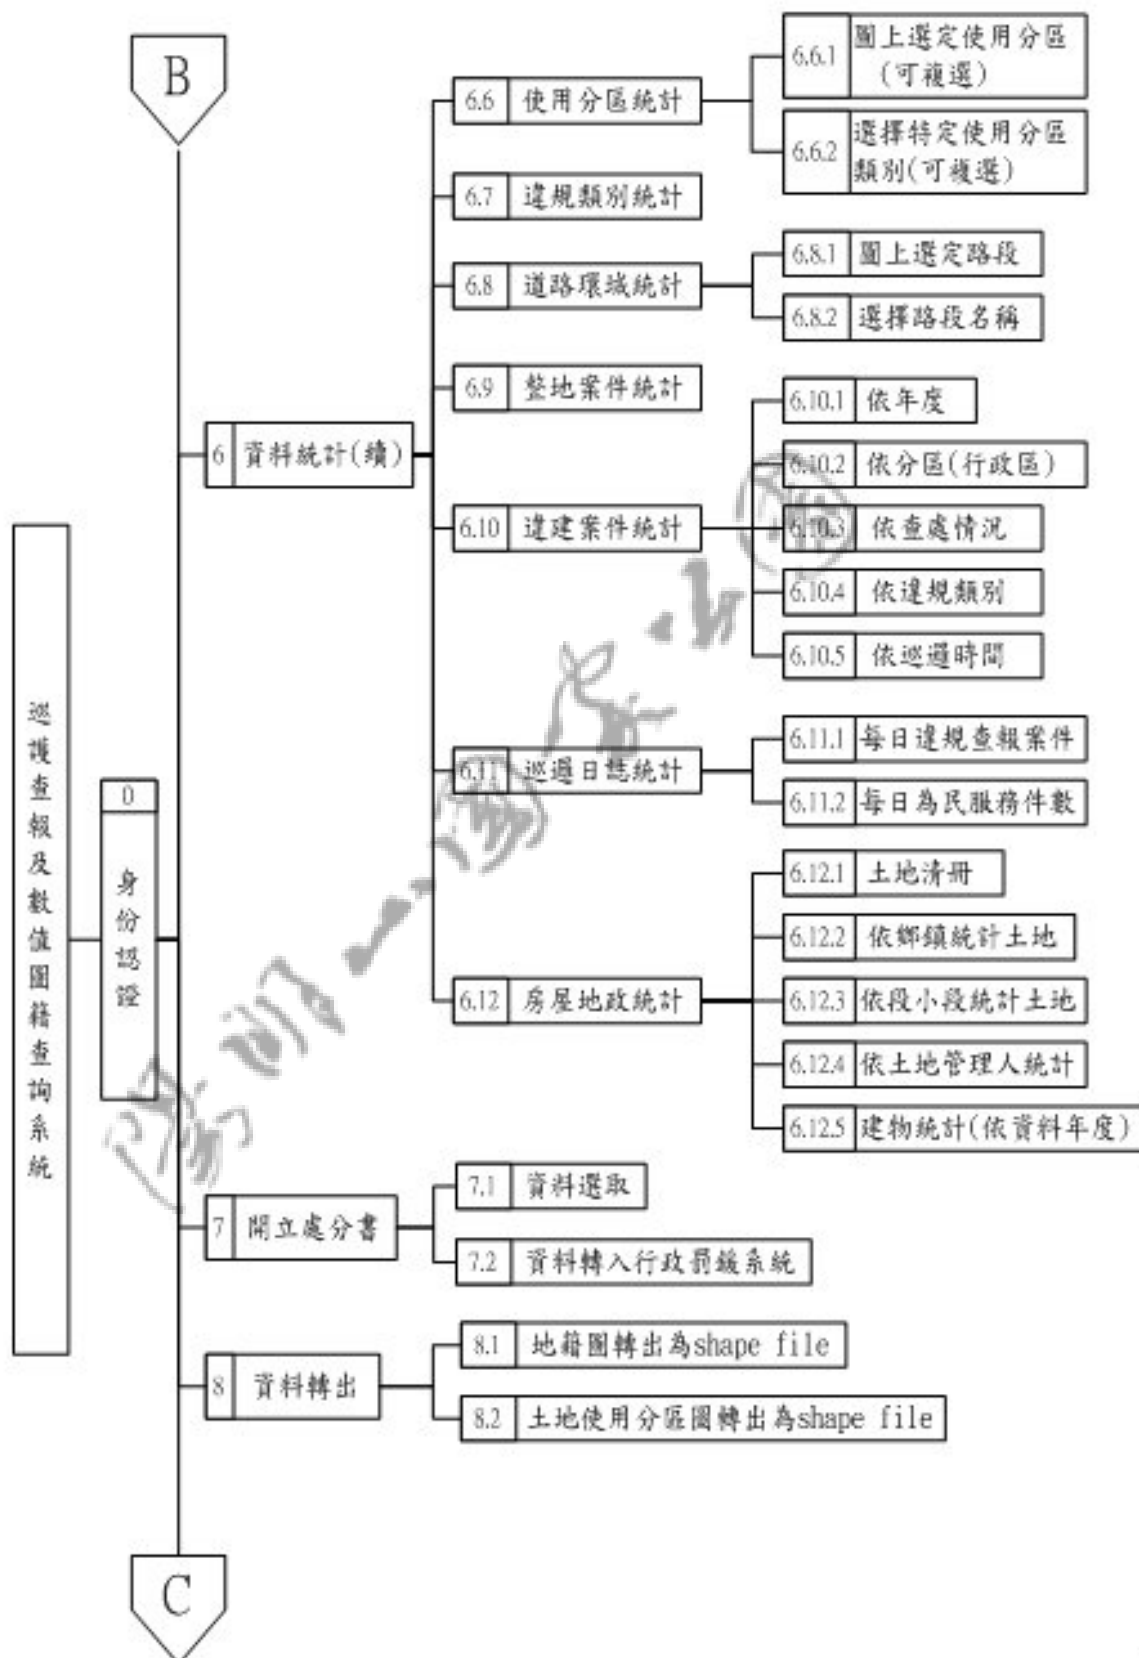 B
6.6 使用分區統計
6.6.1 圖上選定使用分區
(可複選)
6.6.2 選擇特定使用分區
類別(可複選)
6.7 違規類別統計
6.8 道路環域統計
6.8.1 圖上選定路段
6.8.2 選擇路段名稱
6.9 整地案件統計
6 資料統計(續)
6.10 違建案件統計
6.10.1 依年度
6.10.2 依分區(行政區)
6.10.3 依查處情況
6.10.4 依違規類別
6.10.5 依巡邏時間
巡護查報及數值圖籍查詢系統
0
身份認證
6.11 巡邏日誌統計
6.11.1 每日違規查報案件
6.11.2 每日為民服務件數
6.12 房屋地政統計
6.12.1 土地清冊
6.12.2 依鄉鎮統計土地
6.12.3 依段小段統計土地
6.12.4 依土地管理人統計
6.12.5 建物統計(依資料年度)
7 開立處分書
7.1 資料選取
7.2 資料轉入行政罰鍰系統
8 資料轉出
8.1 地籍圖轉出為shape file
8.2 土地使用分區圖轉出為shape file
C